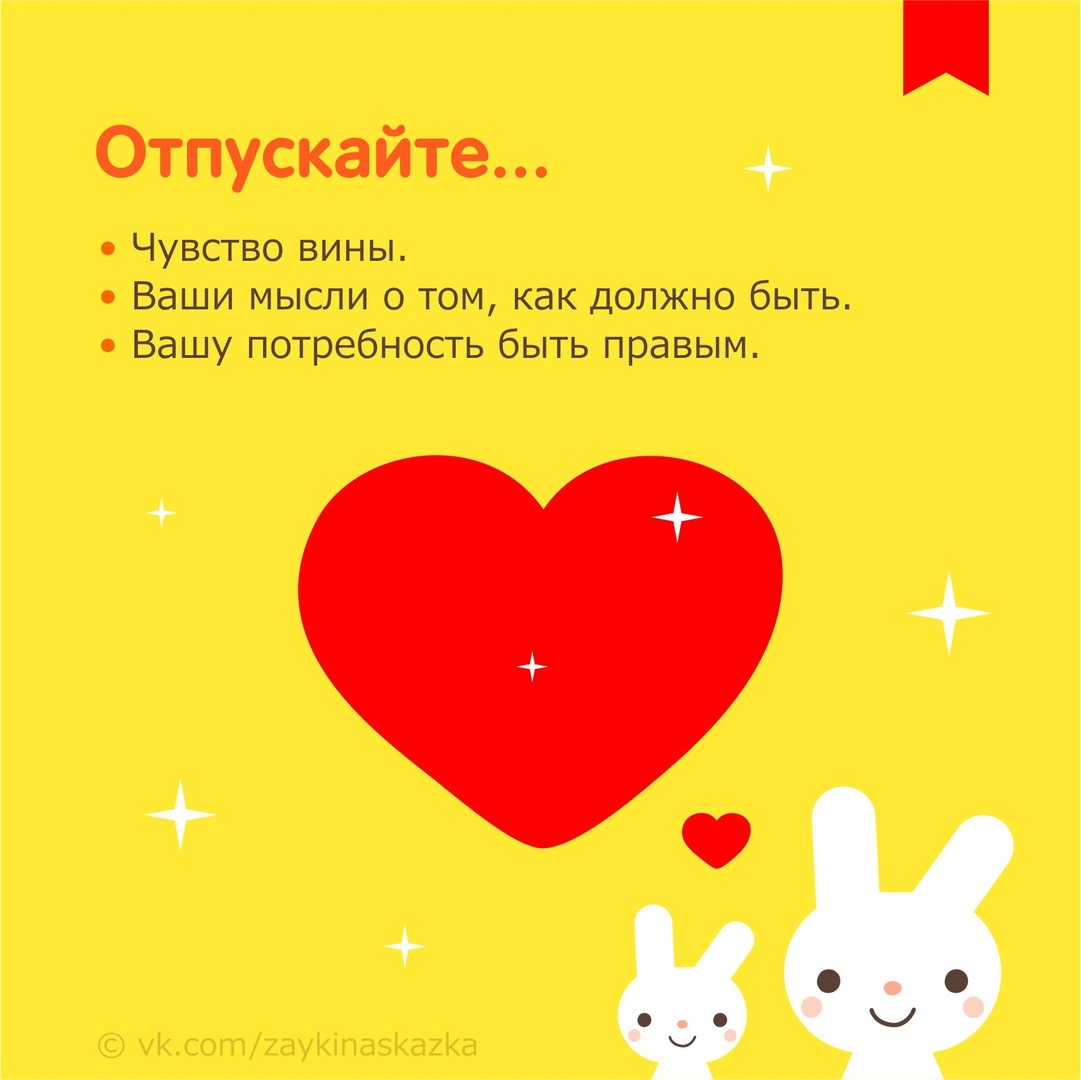 Отпускайте...
• Чувство вины.
• Ваши мысли о том, как должно быть.
• Вашу потребность быть правым.
© vk.com/zaykinaskazka